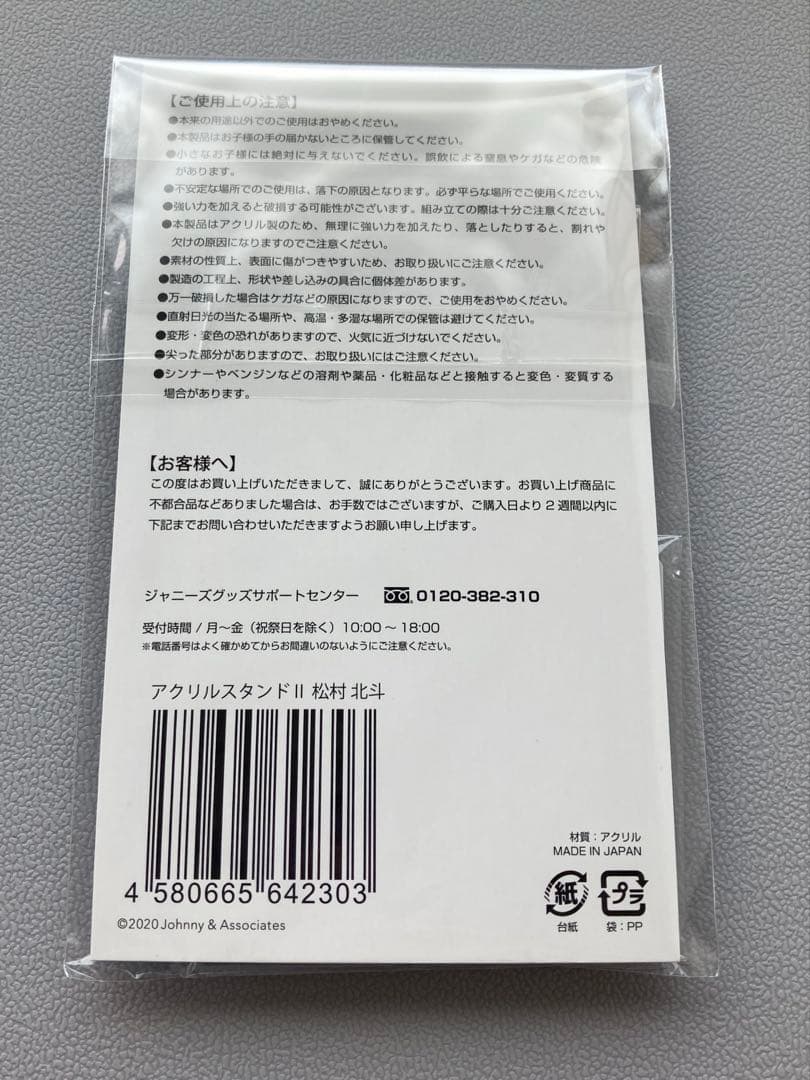 【ご使用上の注意】
●本来の用途以外でのご使用はおやめください。
●本製品はお子様の手の届かないところに保管してください。
●小さなお子様には絶対に与えないでください。誤飲による窒息やケガなどの危険
があります。
●不安定な場所でのご使用は、落下の原因となります。必ず平らな場所でご使用ください。
●強い力を加えると破損する可能性がございます。組み立ての際は十分ご注意ください。
●本製品はアクリル製のため、無理に強い力を加えたり、落としたりすると、割れや
欠けの原因になりますのでご注意ください。
●素材の性質上、表面に傷がつきやすいため、お取り扱いにご注意ください。
●製造の工程上、形状や差し込みの具合に個体差があります。
●万一破損した場合はケガなどの原因になりますので、ご使用をおやめください。
●直射日光の当たる場所や、高温・多湿な場所での保管は避けてください。
●変形・変色の恐れがありますので、火気に近づけないでください。
●尖った部分がありますので、お取り扱いにはご注意ください。
●シンナーやベンジンなどの溶剤や薬品・化粧品などと接触すると変色・変質する
場合があります。
【お客様へ】
この度はお買い上げいただきまして、誠にありがとうございます。お買い上げ商品に
不都合品などありました場合は、お手数ではございますが、ご購入日より2週間以内に
下記までお問い合わせいただきますようお願い申し上げます。
ジャニーズグッズサポートセンター 0120-382-310
受付時間 / 月～金（祝祭日を除く）10:00～18:00
※電話番号はよく確かめてからお間違いのないようにご注意ください。
アクリルスタンドⅡ 松村 北斗
4 580665 642303
©2020 Johnny & Associates
材質：アクリル
MADE IN JAPAN
紙 プラ
台紙 袋：PP